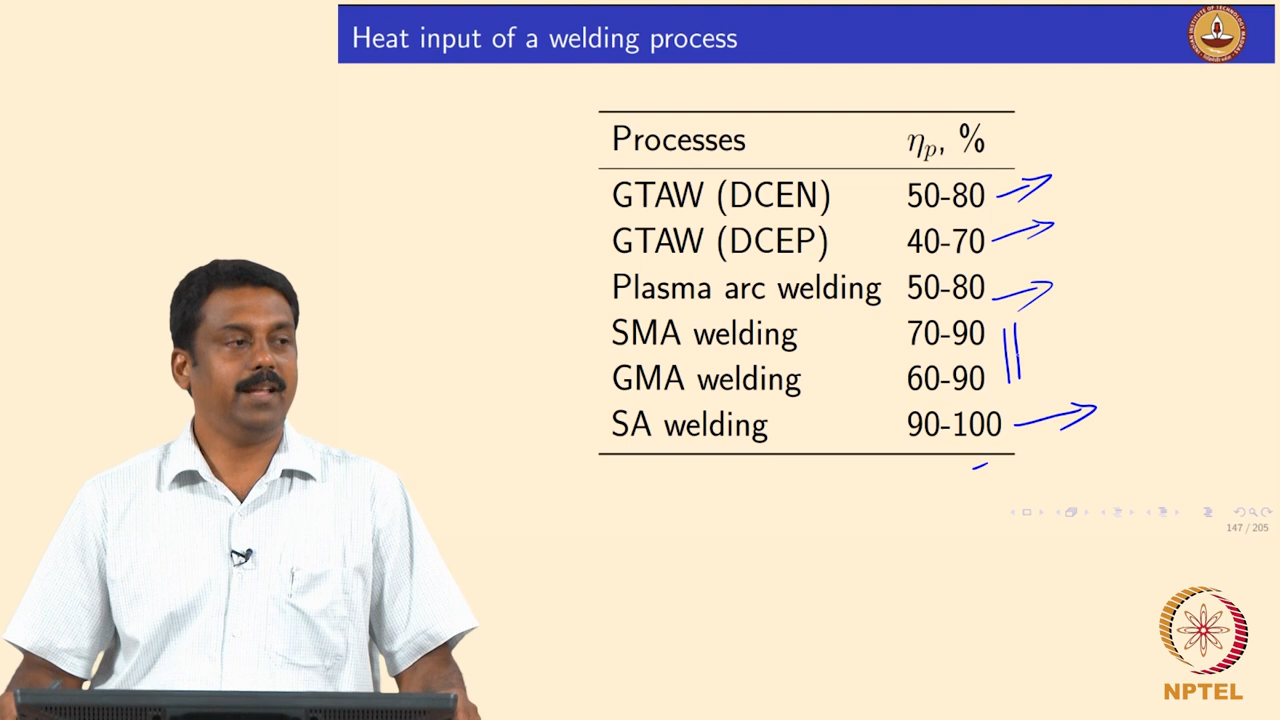 Heat input of a welding process
Processes ηₚ, %
GTAW (DCEN) 50-80
GTAW (DCEP) 40-70
Plasma arc welding 50-80
SMA welding 70-90
GMA welding 60-90
SA welding 90-100
147 / 205
NPTEL